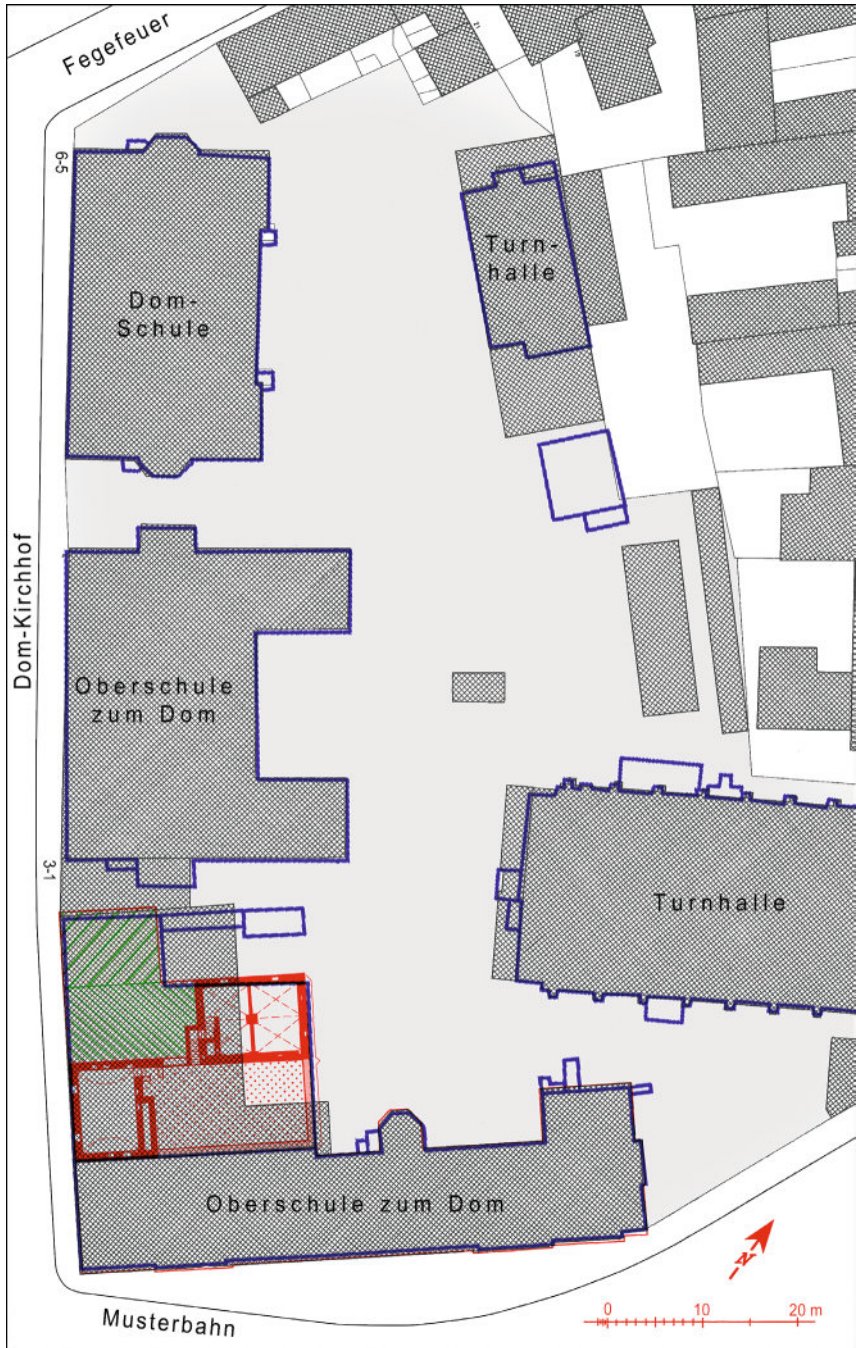 Fegefeuer
6-5
Dom-
Schule
Turn-
halle
Dom-Kirchhof
Oberschule
zum Dom
3-1
Turnhalle
Oberschule zum Dom
Musterbahn
N
0 10 20 m